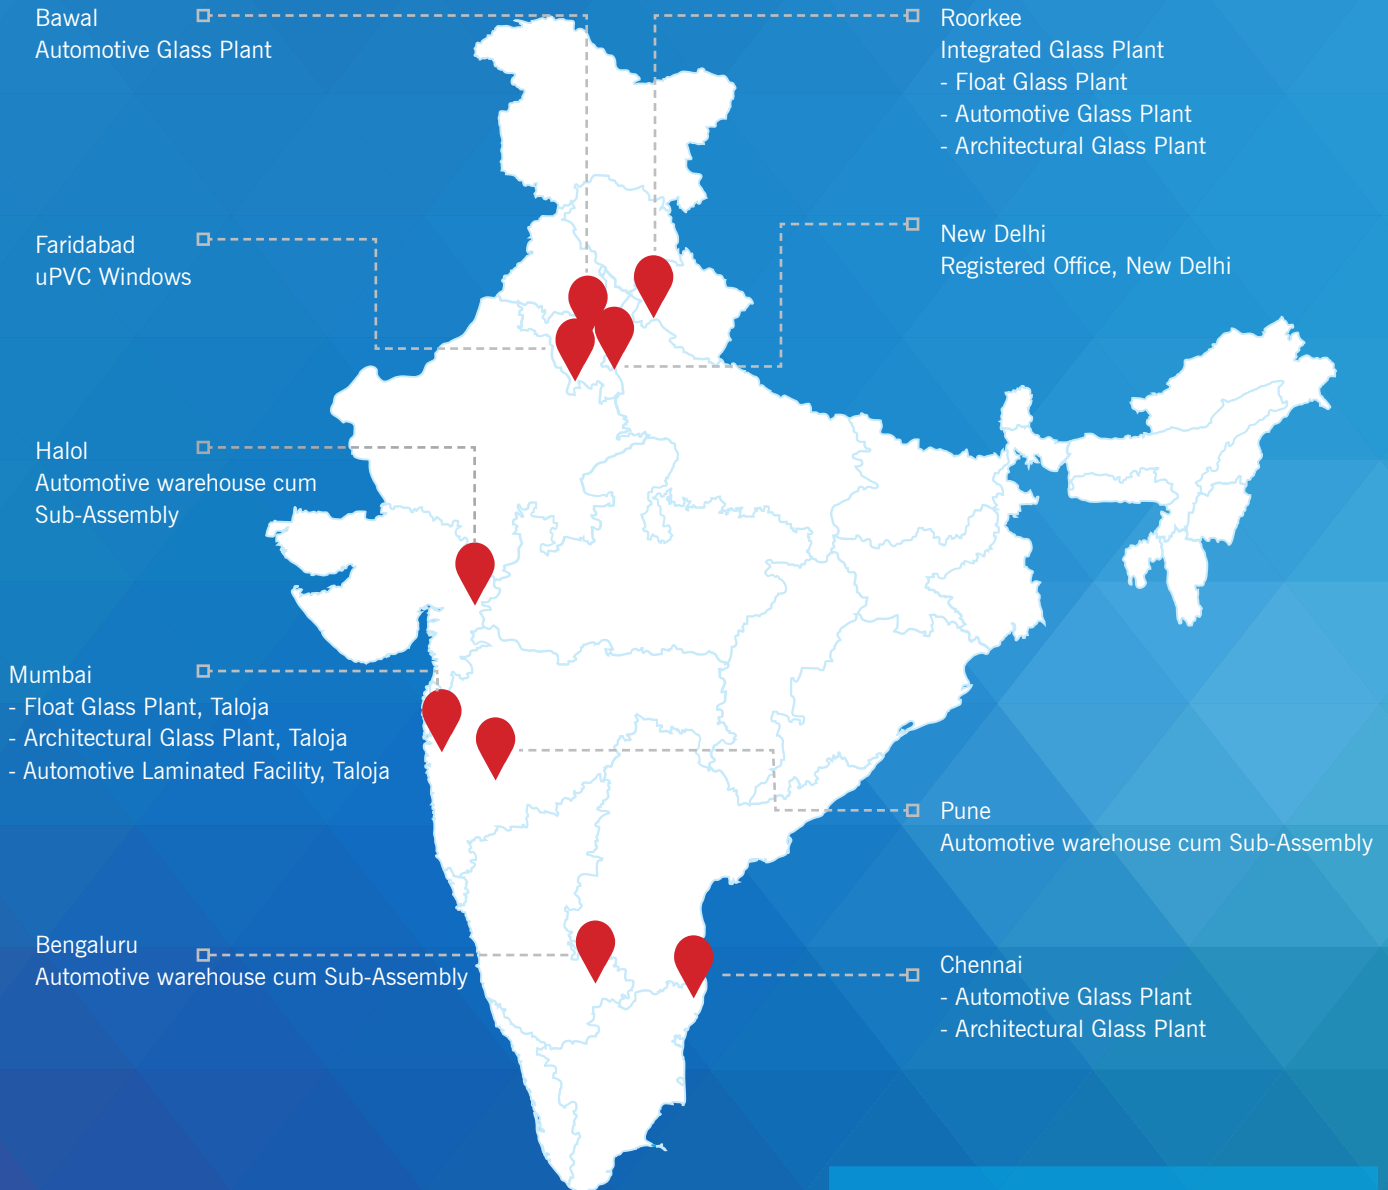 Bawal
Automotive Glass Plant
Roorkee
Integrated Glass Plant
- Float Glass Plant
- Automotive Glass Plant
- Architectural Glass Plant
Faridabad
uPVC Windows
New Delhi
Registered Office, New Delhi
Halol
Automotive warehouse cum
Sub-Assembly
Mumbai
- Float Glass Plant, Taloja
- Architectural Glass Plant, Taloja
- Automotive Laminated Facility, Taloja
Pune
Automotive warehouse cum Sub-Assembly
Bengaluru
Automotive warehouse cum Sub-Assembly
Chennai
- Automotive Glass Plant
- Architectural Glass Plant